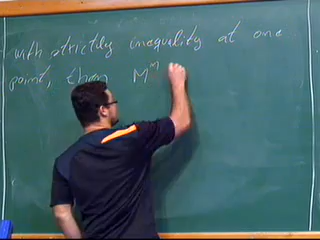 with strictly inequality at one
point, then M^m